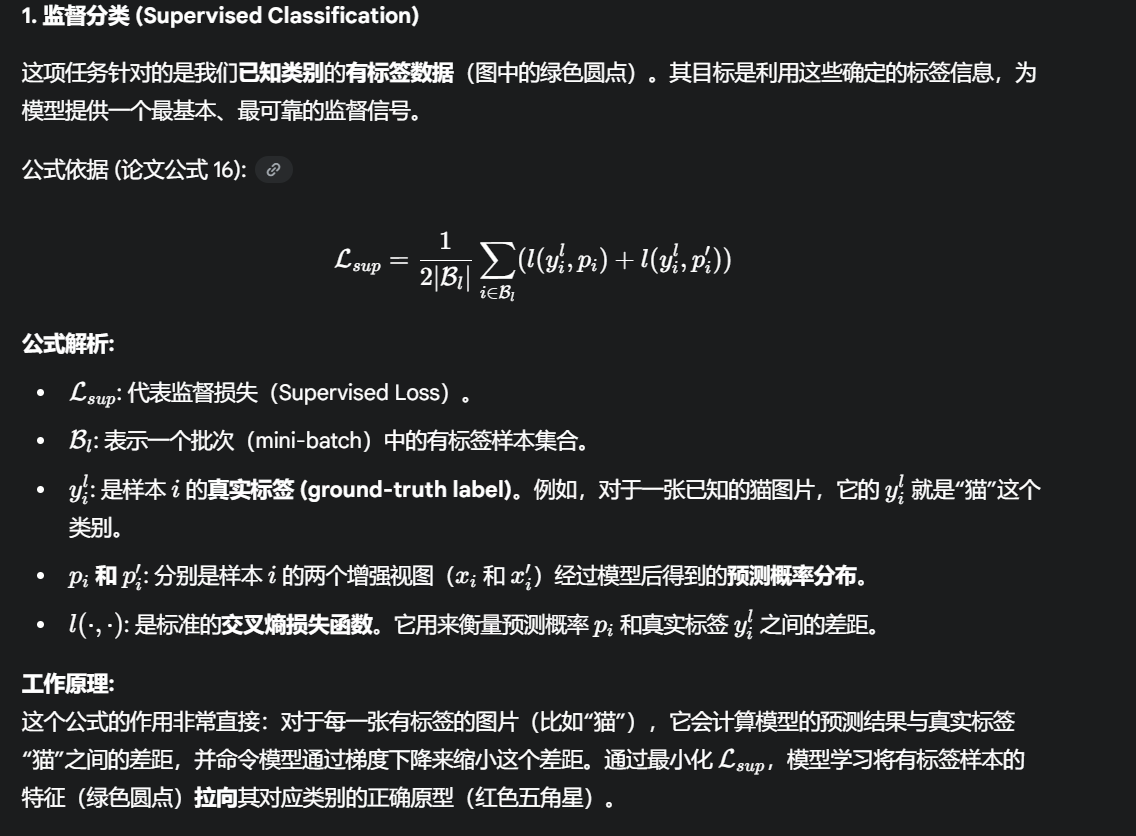 1. 监督分类 (Supervised Classification)
这项任务针对的是我们已知类别的有标签数据（图中的绿色圆点）。其目标是利用这些确定的标签信息，为
模型提供一个最基本、最可靠的监督信号。
公式依据 (论文公式 16):
ℒ_{sup} = \frac{1}{2|ℬ_l|} \sum_{i∈ℬ_l} (l(y_i^l, p_i) + l(y_i^l, p_i'))
公式解析:
• ℒ_{sup}: 代表监督损失（Supervised Loss）。
• ℬ_l: 表示一个批次（mini-batch）中的有标签样本集合。
• y_i^l: 是样本 i 的真实标签 (ground-truth label)。例如，对于一张已知的猫图片，它的 y_i^l 就是“猫”这个
类别。
• p_i 和 p_i': 分别是样本 i 的两个增强视图（x_i 和 x_i'）经过模型后得到的预测概率分布。
• l(·,·): 是标准的交叉熵损失函数。它用来衡量预测概率 p_i 和真实标签 y_i^l 之间的差距。
工作原理:
这个公式的作用非常直接：对于每一张有标签的图片（比如“猫”），它会计算模型的预测结果与真实标签
“猫”之间的差距，并命令模型通过梯度下降来缩小这个差距。通过最小化 ℒ_{sup}，模型学习将有标签样本的
特征（绿色圆点）拉向其对应类别的正确原型（红色五角星）。